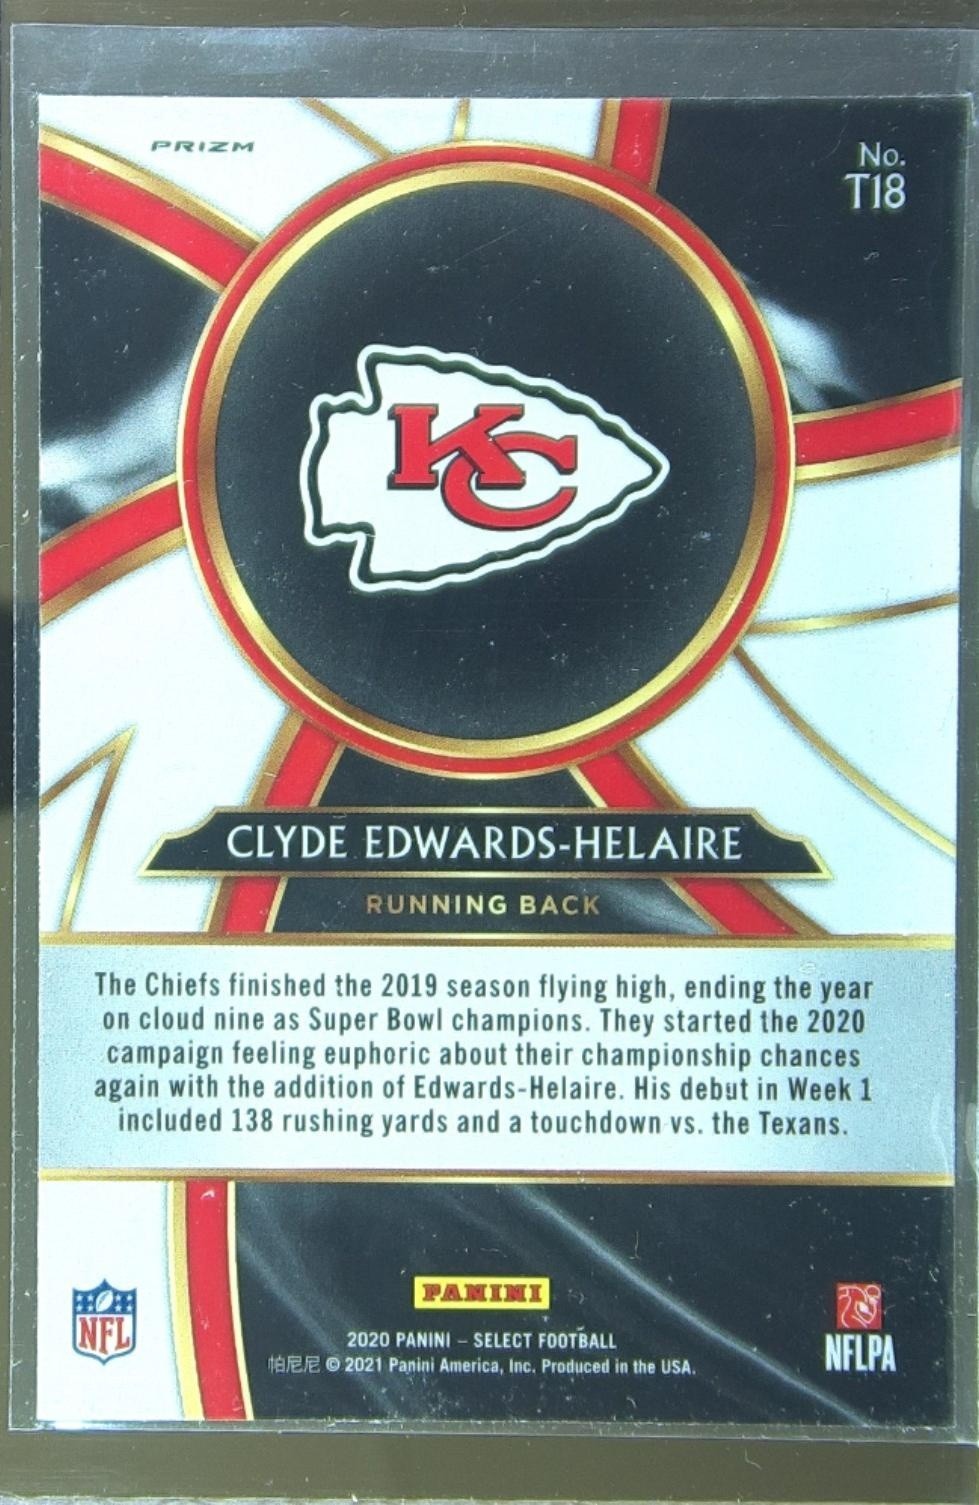 PRIZM
No.
T18
KC
CLYDE EDWARDS-HELAIRE
RUNNING BACK
The Chiefs finished the 2019 season flying high, ending the year
on cloud nine as Super Bowl champions. They started the 2020
campaign feeling euphoric about their championship chances
again with the addition of Edwards-Helaire. His debut in Week 1
included 138 rushing yards and a touchdown vs. the Texans.
PANINI
NFL
2020 PANINI – SELECT FOOTBALL
帕尼尼 © 2021 Panini America, Inc. Produced in the USA.
NFLPA